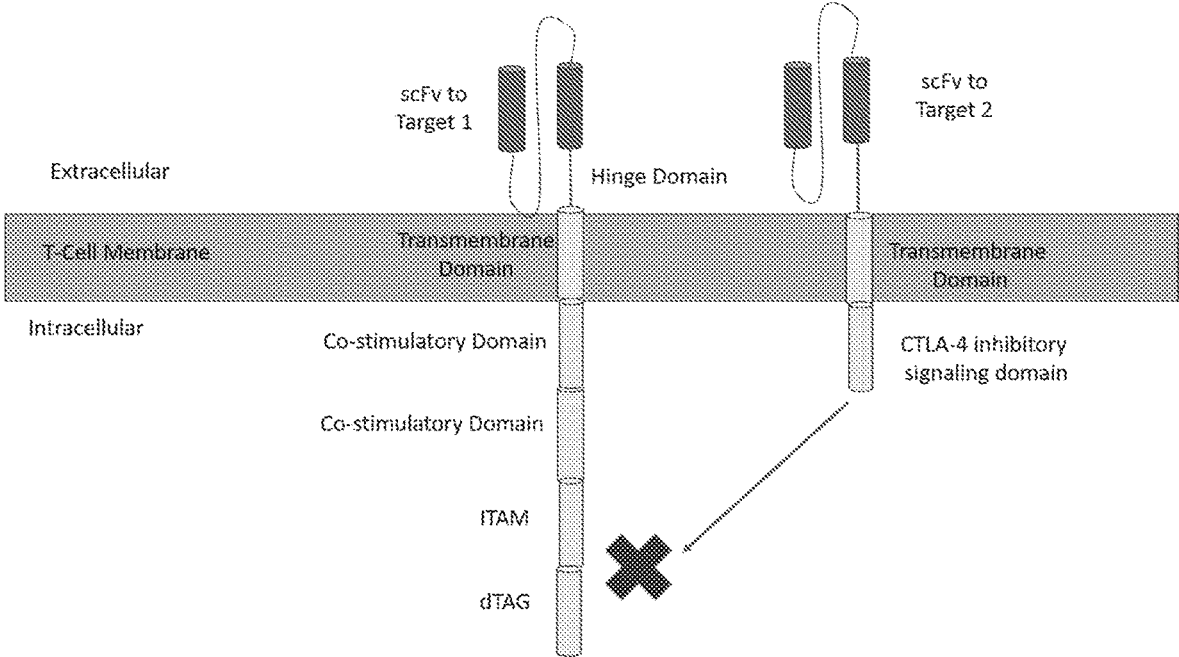 scFv to
Target 1
scFv to
Target 2
Extracellular
Hinge Domain
T-Cell Membrane
Transmembrane
Domain
Transmembrane
Domain
Intracellular
Co-stimulatory Domain
CTLA-4 inhibitory
signaling domain
Co-stimulatory Domain
ITAM
dTAG